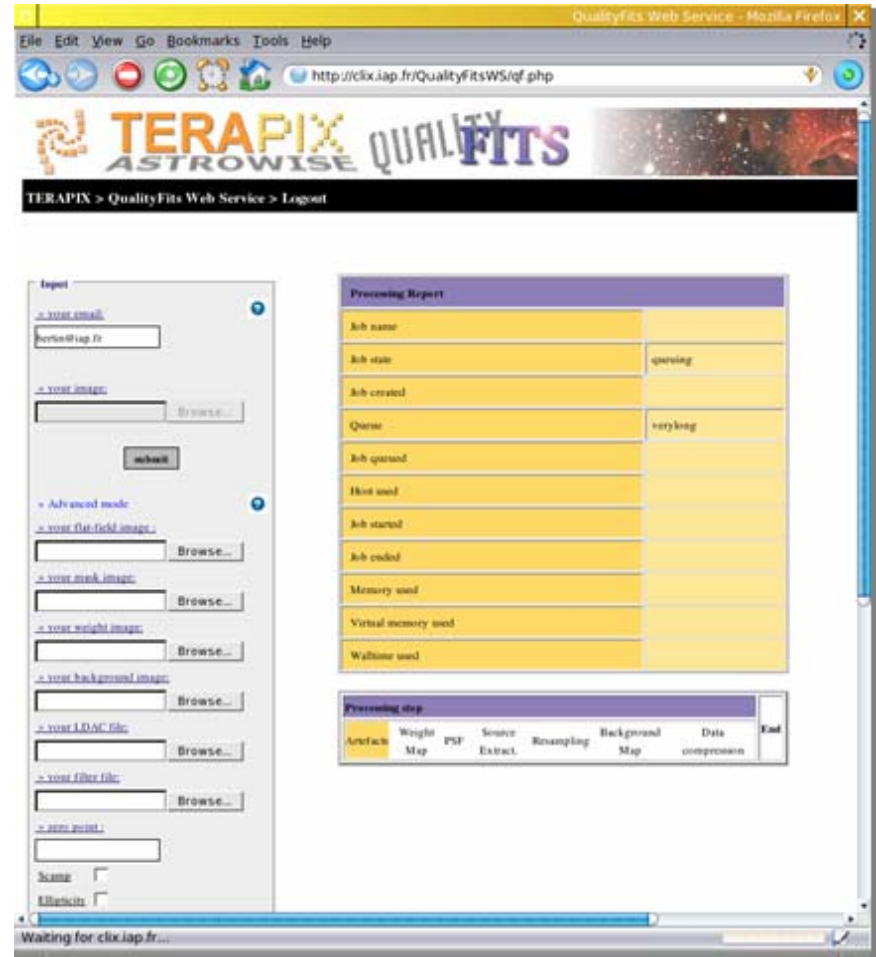 QualityFits Web Service - Mozilla Firefox
File Edit View Go Bookmarks Tools Help
http://clix.iap.fr/QualityFitsWS/qf.php
TERAPIX
ASTROWISE
QUALITY
FITS
TERAPIX > QualityFits Web Service > Logout
Input
» your email:
bertin@iap.fr
» your image:
Browse...
submit
» Advanced mode
» your flat-field image :
Browse...
» your mask image:
Browse...
» your weight image:
Browse...
» your background image:
Browse...
» your LDAC file:
Browse...
» your filter file:
Browse...
» zero point :
Scamp
Ellipticity
Processing Report
Job name
Job state queuing
Job created
Queue verylong
Job queued
Host used
Job started
Job ended
Memory used
Virtual memory used
Walltime used
Processing step
End
Artefacts Weight Map PSF Source Extract. Resampling Background Map Data compression
Waiting for clix.iap.fr...